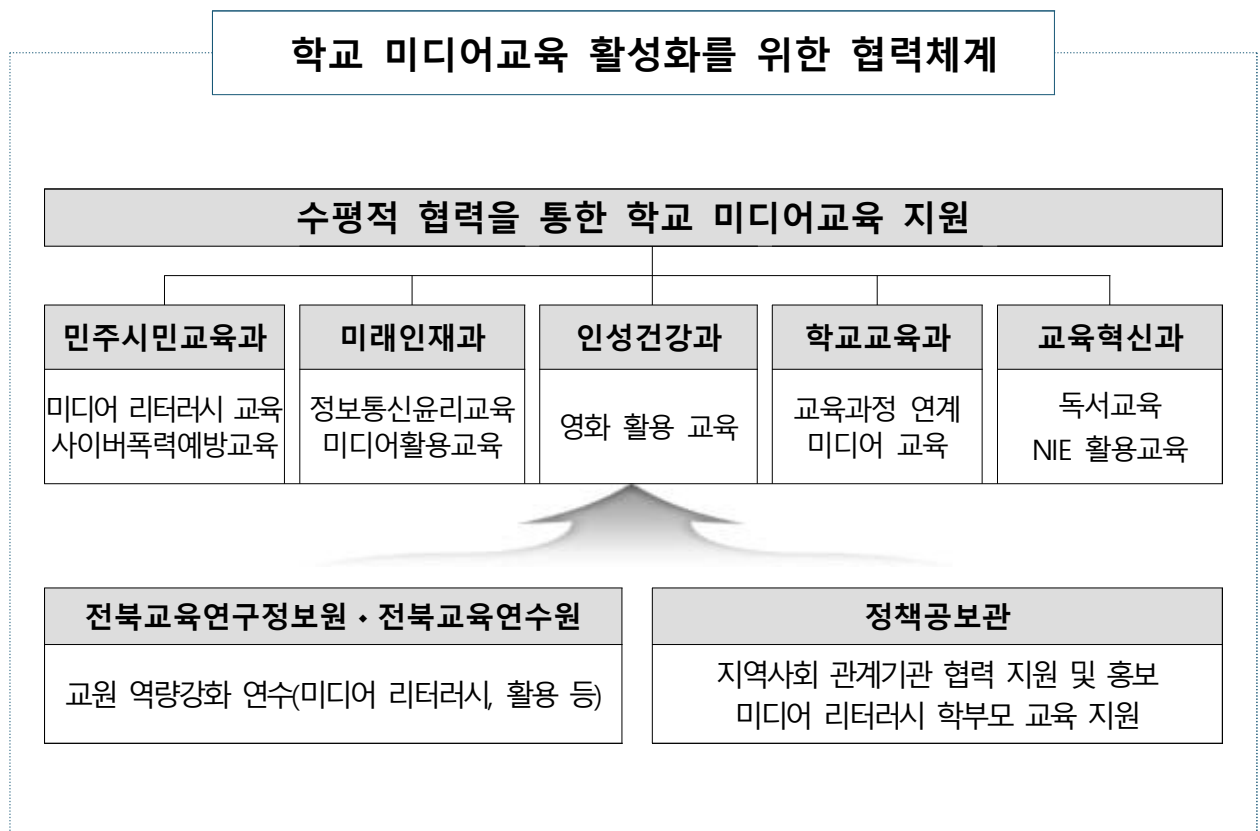 학교 미디어교육 활성화를 위한 협력체계
수평적 협력을 통한 학교 미디어교육 지원
민주시민교육과
미디어 리터러시 교육
사이버폭력예방교육
미래인재과
정보통신윤리교육
미디어활용교육
인성건강과
영화 활용 교육
학교교육과
교육과정 연계
미디어 교육
교육혁신과
독서교육
NIE 활용교육
전북교육연구정보원・전북교육연수원
교원 역량강화 연수(미디어 리터러시, 활용 등)
정책공보관
지역사회 관계기관 협력 지원 및 홍보
미디어 리터러시 학부모 교육 지원